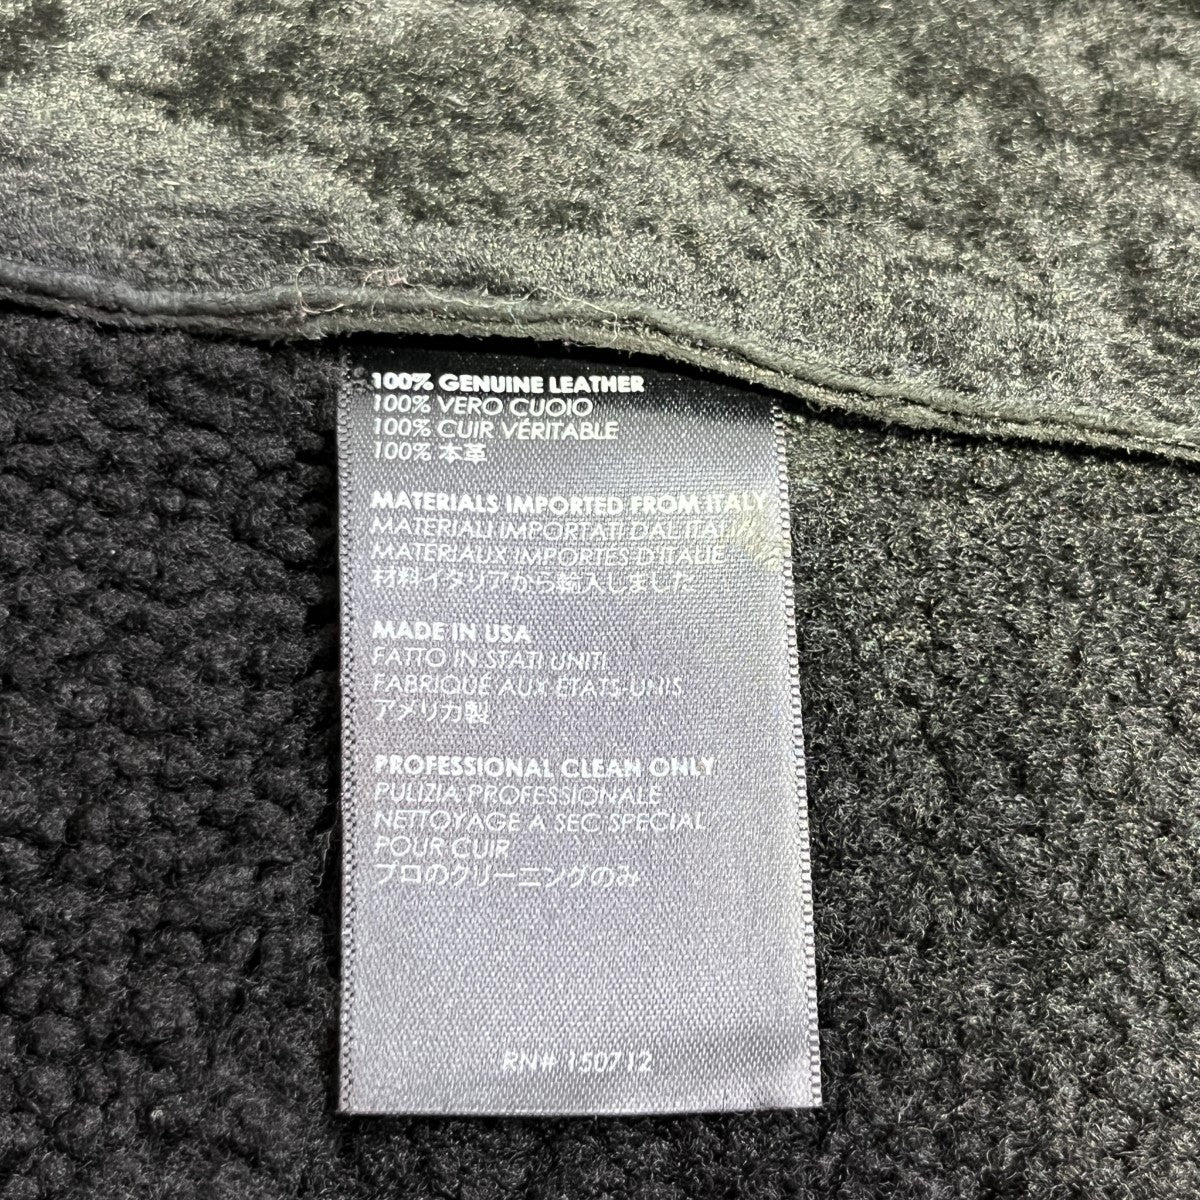 100% GENUINE LEATHER
100% VERO CUOIO
100% CUIR VÉRITABLE
100% 本革
MATERIALS IMPORTED FROM ITALY
MATERIALI IMPORTATI DALL'ITALIA
MATERIAUX IMPORTES D'ITALIE
材料イタリアから輸入しました
MADE IN USA
FATTO IN STATI UNITI
FABRIQUE AUX ETATS-UNIS
アメリカ製
PROFESSIONAL CLEAN ONLY
PULIZIA PROFESSIONALE
NETTOYAGE A SEC SPECIAL
POUR CUIR
プロのクリーニングのみ
RN# 150712